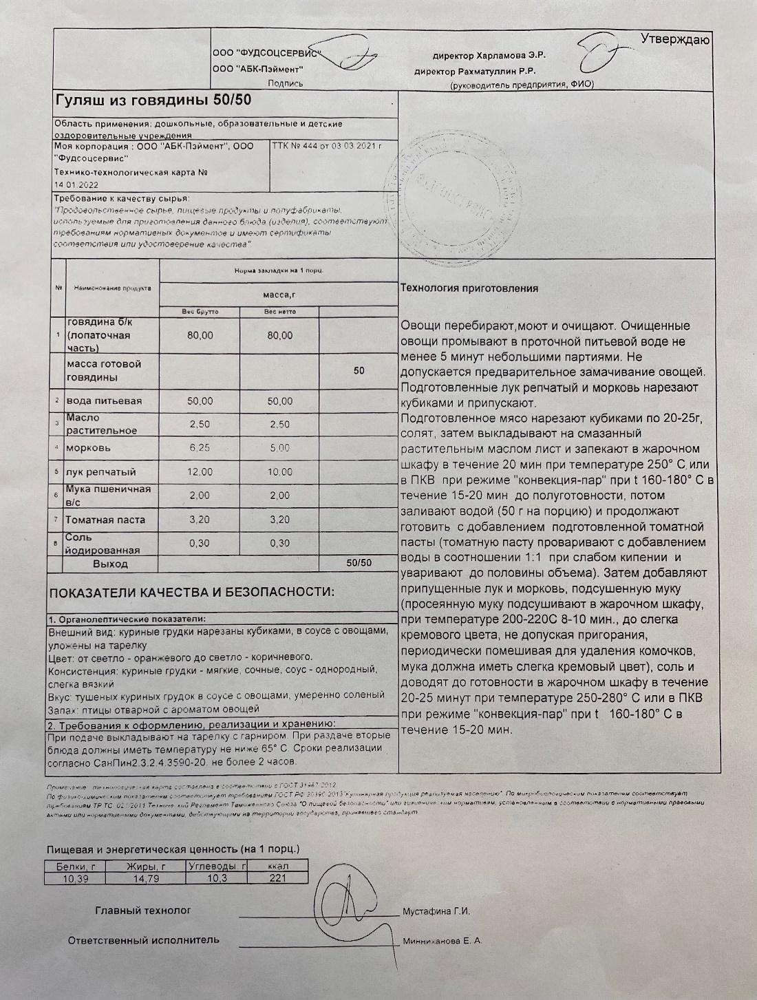 Утверждаю
ООО "ФУДСОЦСЕРВИС" директор Харламова Э.Р.
ООО "АБК-Пэймент" директор Рахматуллин Р.Р.
Подпись (руководитель предприятия, ФИО)
Гуляш из говядины 50/50
Область применения: дошкольные, образовательные и детские
оздоровительные учреждения
Моя корпорация : ООО "АБК-Пэймент", ООО
"Фудсоцсервис"
ТТК № 444 от 03.03.2021 г
Технико-технологическая карта №
14.01.2022
Требование к качеству сырья:
"Продовольственное сырье, пищевые продукты и полуфабрикаты,
используемые для приготовления данного блюда (изделия), соответствуют
требованиям нормативных документов и имеют сертификаты
соответствия или удостоверение качества".
№ Наименование продукта Норма закладки на 1 порц.
масса,г
Вес брутто Вес нетто
1 говядина б/к
(лопаточная
часть) 80,00 80,00
масса готовой
говядины 50
2 вода питьевая 50,00 50,00
3 Масло
растительное 2,50 2,50
4 морковь 6,25 5,00
5 лук репчатый 12,00 10,00
6 Мука пшеничная
в/с 2,00 2,00
7 Томатная паста 3,20 3,20
8 Соль
йодированная 0,30 0,30
Выход 50/50
ПОКАЗАТЕЛИ КАЧЕСТВА И БЕЗОПАСНОСТИ:
1. Органолептические показатели:
Внешний вид: куриные грудки нарезаны кубиками, в соусе с овощами,
уложены на тарелку
Цвет: от светло - оранжевого до светло - коричневого.
Консистенция: куриные грудки - мягкие, сочные, соус - однородный,
слегка вязкий
Вкус: тушеных куриных грудок в соусе с овощами, умеренно соленый
Запах: птицы отварной с ароматом овощей
2. Требования к оформлению, реализации и хранению:
При подаче выкладывают на тарелку с гарниром. При раздаче вторые
блюда должны иметь температуру не ниже 65° С. Сроки реализации
согласно СанПин2.3.2.4.3590-20. не более 2 часов.
Технология приготовления
Овощи перебирают,моют и очищают. Очищенные
овощи промывают в проточной питьевой воде не
менее 5 минут небольшими партиями. Не
допускается предварительное замачивание овощей.
Подготовленные лук репчатый и морковь нарезают
кубиками и припускают.
Подготовленное мясо нарезают кубиками по 20-25г,
солят, затем выкладывают на смазанный
растительным маслом лист и запекают в жарочном
шкафу в течение 20 мин при температуре 250° С.или
в ПКВ при режиме "конвекция-пар" при t 160-180° С в
течение 15-20 мин до полуготовности, потом
заливают водой (50 г на порцию) и продолжают
готовить с добавлением подготовленной томатной
пасты (томатную пасту проваривают с добавлением
воды в соотношении 1:1 при слабом кипении и
уваривают до половины объема). Затем добавляют
припущенные лук и морковь, подсушенную муку
(просеянную муку подсушивают в жарочном шкафу,
при температуре 200-220С 8-10 мин., до слегка
кремового цвета, не допуская пригорания,
периодически помешивая для удаления комочков,
мука должна иметь слегка кремовый цвет), соль и
доводят до готовности в жарочном шкафу в течение
20-25 минут при температуре 250-280° С или в ПКВ
при режиме "конвекция-пар" при t 160-180° С в
течение 15-20 мин.
Примечание: технологическая карта составлена в соответствии с ГОСТ 31987-2012.
По физико-химическим показателям соответствует требованиям ГОСТ РФ 30390-2013"Кулинарная продукция реализуемая населению". По микробиологическим показателям соответствует
требованиям ТР ТС 021/2011 Технический Регламент Таможенного Союза "О пищевой безопасности" или гигиеническим нормативам, установленным в соответствии с нормативными правовыми
актами или нормативными документами, действующими на территории государства, принявшего стандарт.
Пищевая и энергетическая ценность (на 1 порц.)
Белки, г Жиры, г Углеводы г ккал
10,39 14,79 10,3 221
Главный технолог Мустафина Г.И.
Ответственный исполнитель Минниханова Е. А.